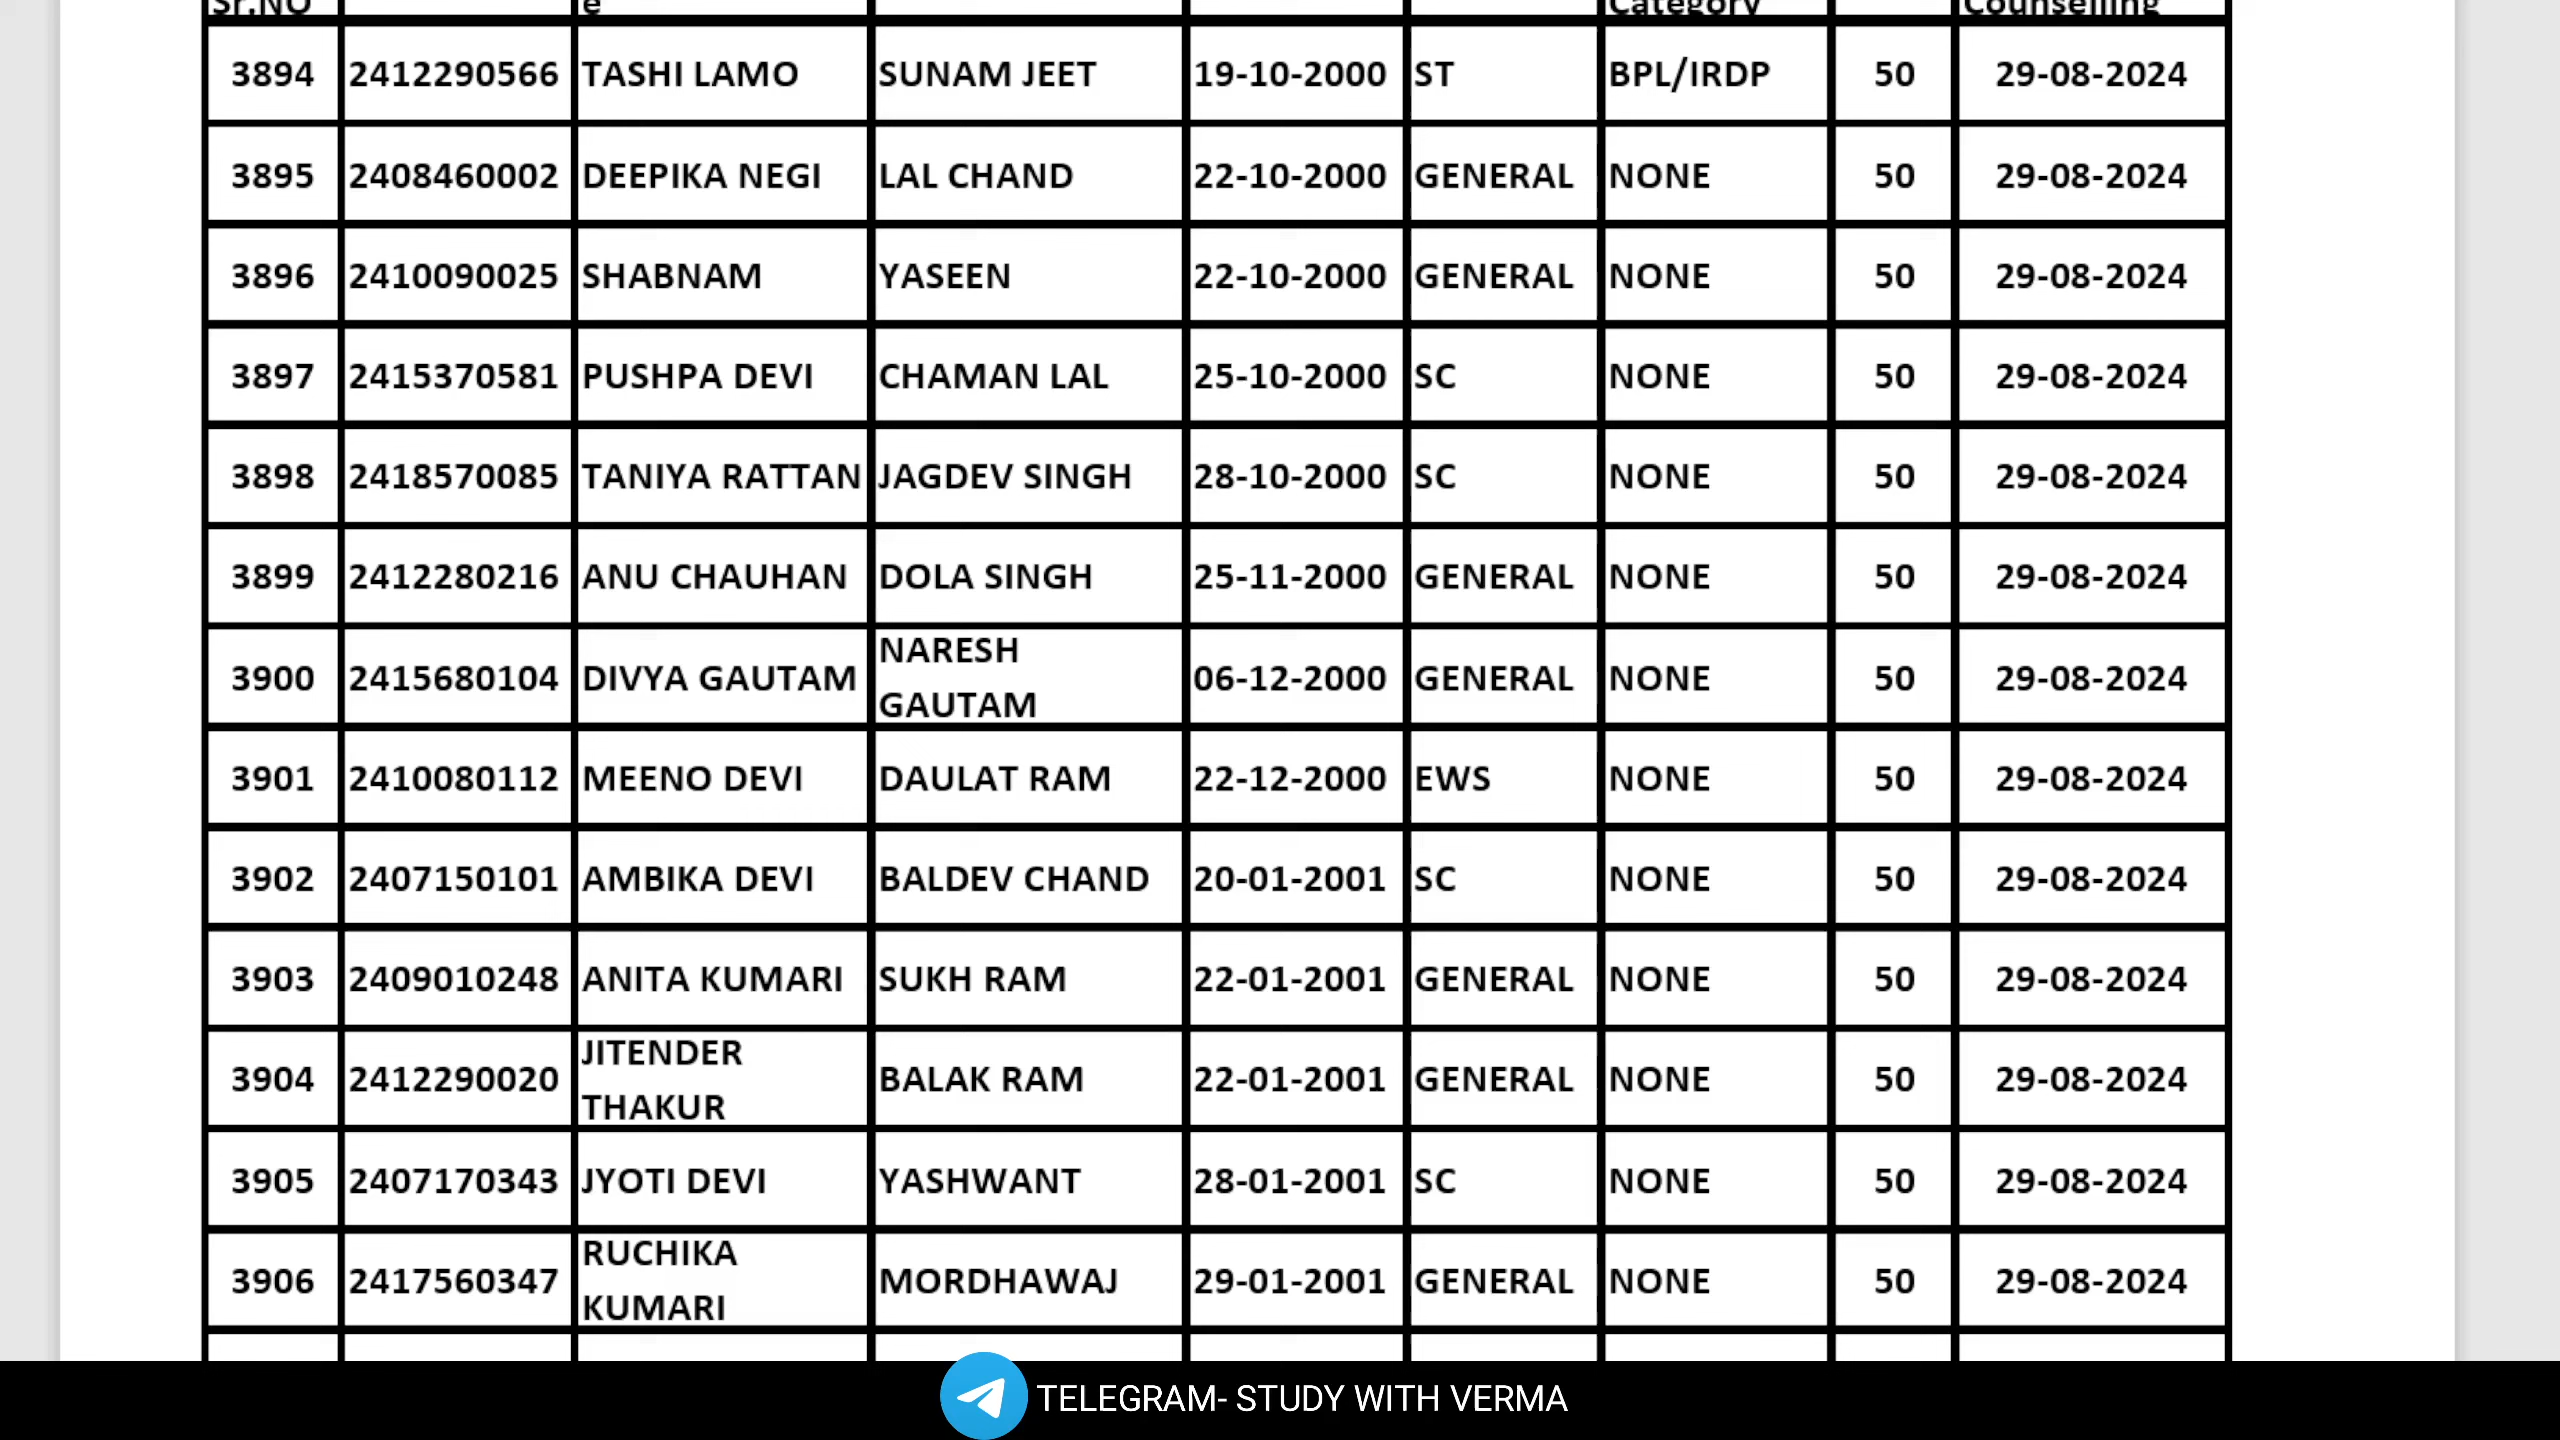 Sr.NO e Category Counselling
3894 2412290566 TASHI LAMO SUNAM JEET 19-10-2000 ST BPL/IRDP 50 29-08-2024
3895 2408460002 DEEPIKA NEGI LAL CHAND 22-10-2000 GENERAL NONE 50 29-08-2024
3896 2410090025 SHABNAM YASEEN 22-10-2000 GENERAL NONE 50 29-08-2024
3897 2415370581 PUSHPA DEVI CHAMAN LAL 25-10-2000 SC NONE 50 29-08-2024
3898 2418570085 TANIYA RATTAN JAGDEV SINGH 28-10-2000 SC NONE 50 29-08-2024
3899 2412280216 ANU CHAUHAN DOLA SINGH 25-11-2000 GENERAL NONE 50 29-08-2024
3900 2415680104 DIVYA GAUTAM NARESH GAUTAM 06-12-2000 GENERAL NONE 50 29-08-2024
3901 2410080112 MEENO DEVI DAULAT RAM 22-12-2000 EWS NONE 50 29-08-2024
3902 2407150101 AMBIKA DEVI BALDEV CHAND 20-01-2001 SC NONE 50 29-08-2024
3903 2409010248 ANITA KUMARI SUKH RAM 22-01-2001 GENERAL NONE 50 29-08-2024
3904 2412290020 JITENDER THAKUR BALAK RAM 22-01-2001 GENERAL NONE 50 29-08-2024
3905 2407170343 JYOTI DEVI YASHWANT 28-01-2001 SC NONE 50 29-08-2024
3906 2417560347 RUCHIKA KUMARI MORDHAWAJ 29-01-2001 GENERAL NONE 50 29-08-2024
TELEGRAM- STUDY WITH VERMA